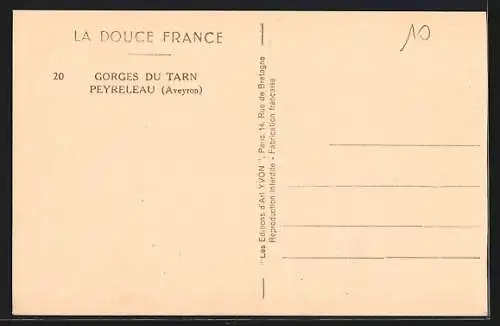 LA DOUCE FRANCE
20 GORGES DU TARN
PEYRELEAU (Aveyron)
"Les Editions d'Art YVON", Paris, 14, Rue de Bretagne
Reproduction interdite - Fabrication française
10